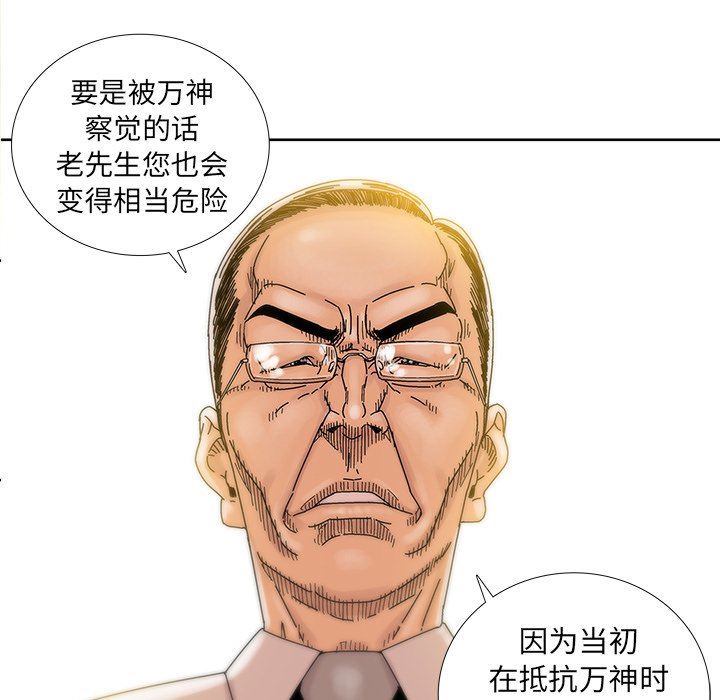 要是被万神
察觉的话
老先生您也会
变得相当危险
因为当初
在抵抗万神时